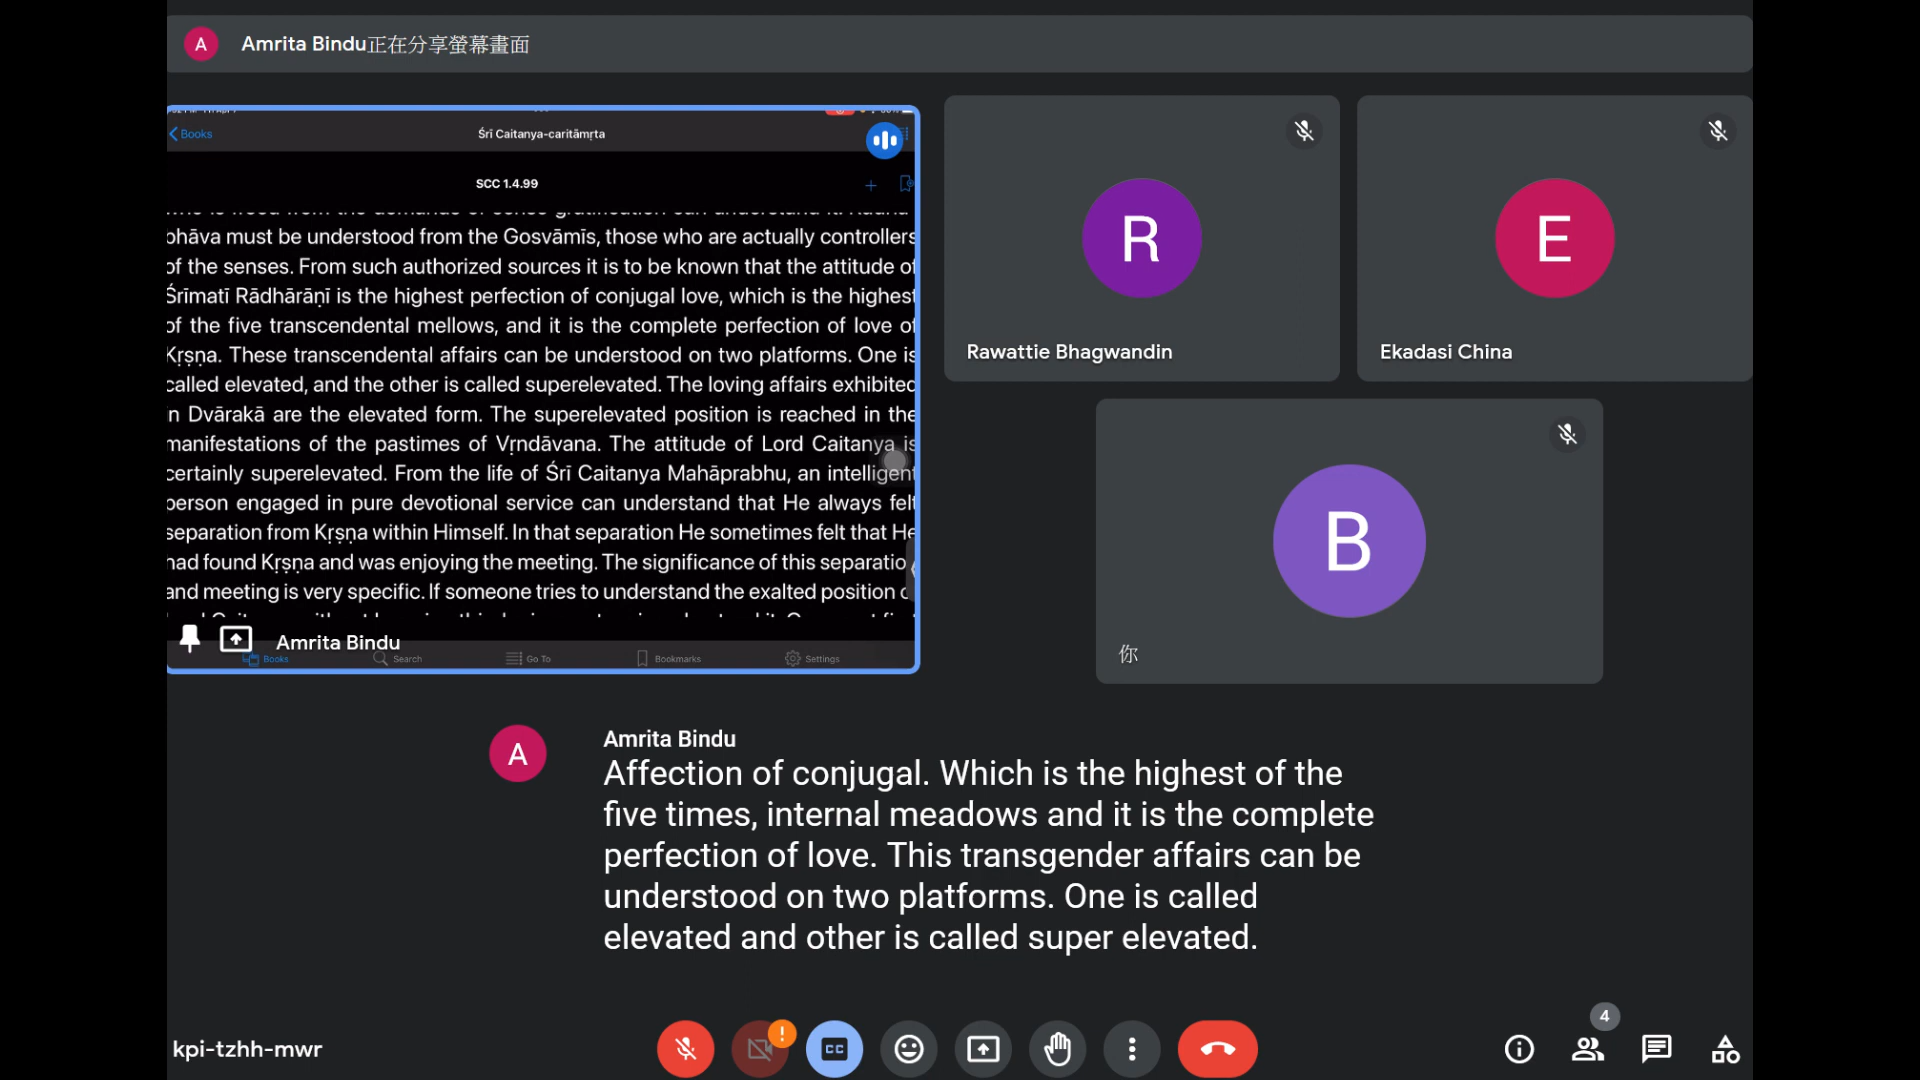 A Amrita Bindu正在分享螢幕畫面
Books
Śrī Caitanya-caritāmṛta
SCC 1.4.99
bhāva must be understood from the Gosvāmīs, those who are actually controllers
of the senses. From such authorized sources it is to be known that the attitude of
Śrīmatī Rādhārāṇī is the highest perfection of conjugal love, which is the highest
of the five transcendental mellows, and it is the complete perfection of love of
Kṛṣṇa. These transcendental affairs can be understood on two platforms. One is
called elevated, and the other is called superelevated. The loving affairs exhibited
in Dvārakā are the elevated form. The superelevated position is reached in the
manifestations of the pastimes of Vṛndāvana. The attitude of Lord Caitanya is
certainly superelevated. From the life of Śrī Caitanya Mahāprabhu, an intelligent
person engaged in pure devotional service can understand that He always felt
separation from Kṛṣṇa within Himself. In that separation He sometimes felt that He
had found Kṛṣṇa and was enjoying the meeting. The significance of this separatio
and meeting is very specific. If someone tries to understand the exalted position
Amrita Bindu
Books Search Go To Bookmarks Settings
R
Rawattie Bhagwandin
E
Ekadasi China
B
你
A
Amrita Bindu
Affection of conjugal. Which is the highest of the
five times, internal meadows and it is the complete
perfection of love. This transgender affairs can be
understood on two platforms. One is called
elevated and other is called super elevated.
kpi-tzhh-mwr
CC
4